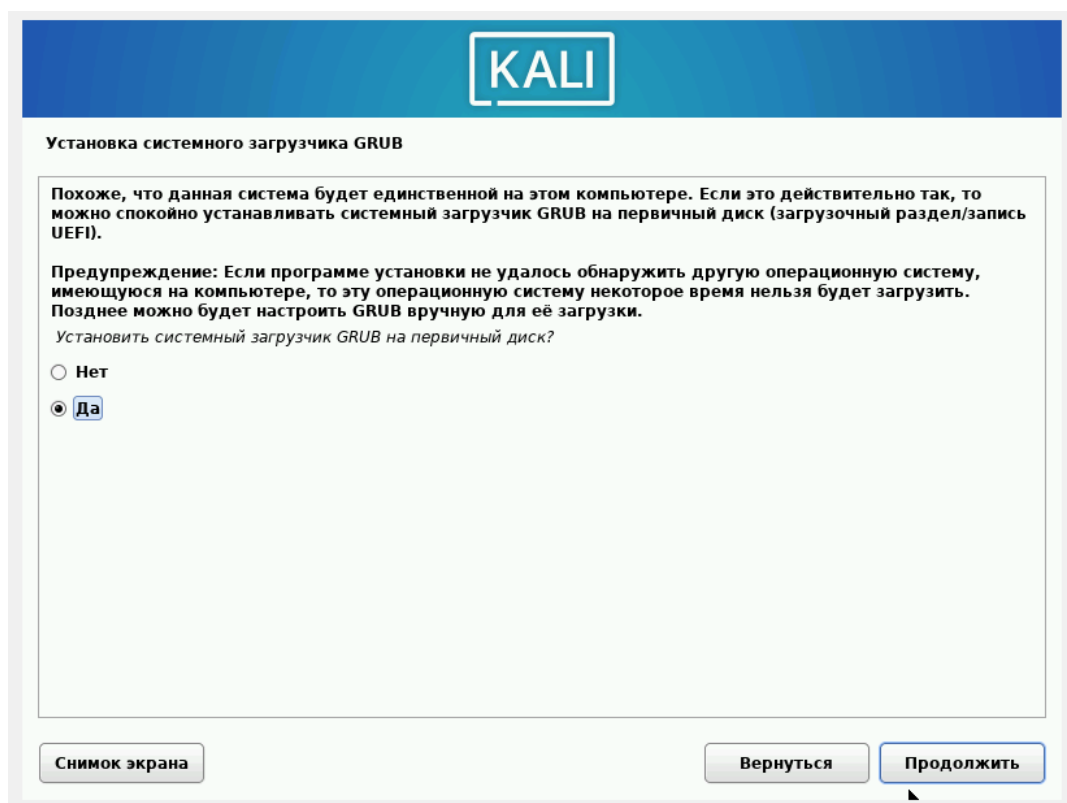 KALI
Установка системного загрузчика GRUB
Похоже, что данная система будет единственной на этом компьютере. Если это действительно так, то
можно спокойно устанавливать системный загрузчик GRUB на первичный диск (загрузочный раздел/запись
UEFI).
Предупреждение: Если программе установки не удалось обнаружить другую операционную систему,
имеющуюся на компьютере, то эту операционную систему некоторое время нельзя будет загрузить.
Позднее можно будет настроить GRUB вручную для её загрузки.
Установить системный загрузчик GRUB на первичный диск?
Нет
Да
Снимок экрана
Вернуться
Продолжить